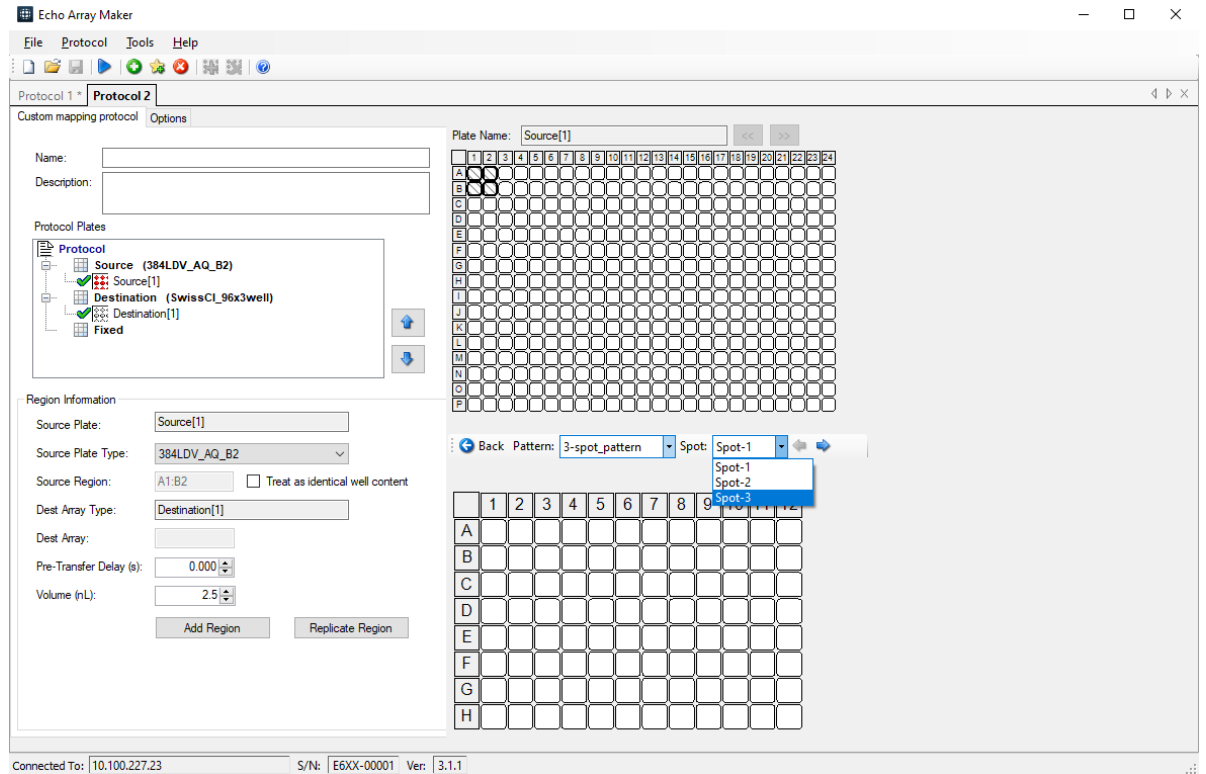 Echo Array Maker
File Protocol Tools Help
Protocol 1 * Protocol 2
Custom mapping protocol Options
Name:
Description:
Protocol Plates
Protocol
Source (384LDV_AQ_B2)
Source[1]
Destination (SwissCI_96x3well)
Destination[1]
Fixed
Region Information
Source Plate: Source[1]
Source Plate Type: 384LDV_AQ_B2
Source Region: A1:B2 Treat as identical well content
Dest Array Type: Destination[1]
Dest Array:
Pre-Transfer Delay (s): 0.000
Volume (nL): 2.5
Add Region Replicate Region
Plate Name: Source[1] << >>
1 2 3 4 5 6 7 8 9 10 11 12 13 14 15 16 17 18 19 20 21 22 23 24
A
B
C
D
E
F
G
H
I
J
K
L
M
N
O
P
Back Pattern: 3-spot_pattern Spot: Spot-1
Spot-1
Spot-2
Spot-3
1 2 3 4 5 6 7 8 9 10 11 12
A
B
C
D
E
F
G
H
Connected To: 10.100.227.23 S/N: E6XX-00001 Ver: 3.1.1